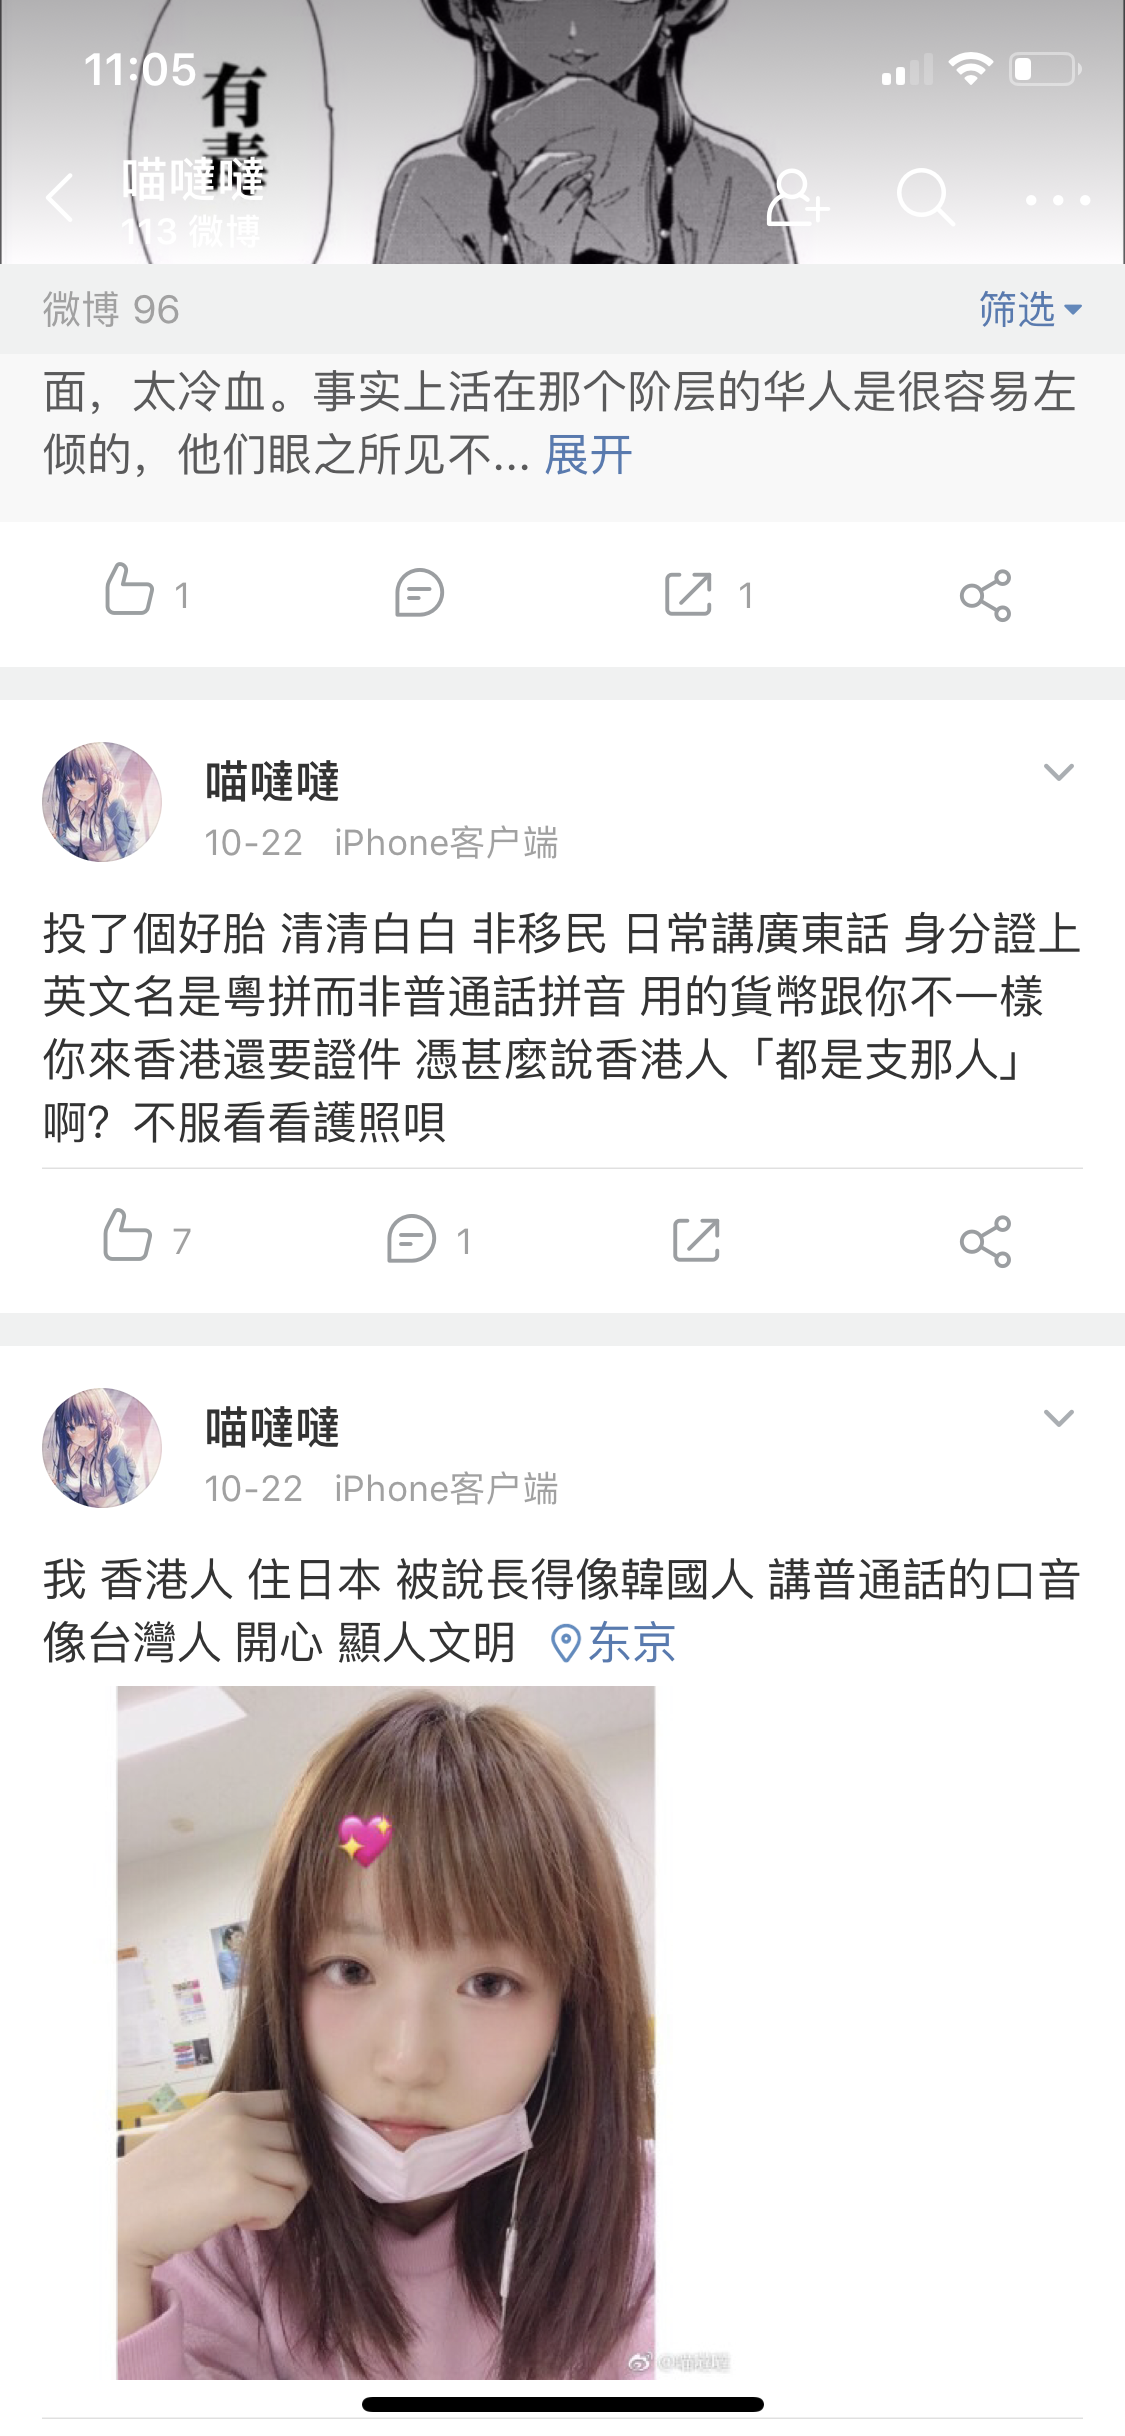 11:05
有毒
喵噠噠
113 微博
微博 96
筛选
面，太冷血。事实上活在那个阶层的华人是很容易左
倾的，他们眼之所见不... 展开
1
1
喵噠噠
10-22 iPhone客户端
投了個好胎 清清白白 非移民 日常講廣東話 身分證上
英文名是粵拼而非普通話拼音 用的貨幣跟你不一樣
你來香港還要證件 憑甚麼說香港人「都是支那人」
啊？不服看看護照唄
7
1
喵噠噠
10-22 iPhone客户端
我 香港人 住日本 被說長得像韓國人 講普通話的口音
像台灣人 開心 顯人文明 东京
@喵噠噠